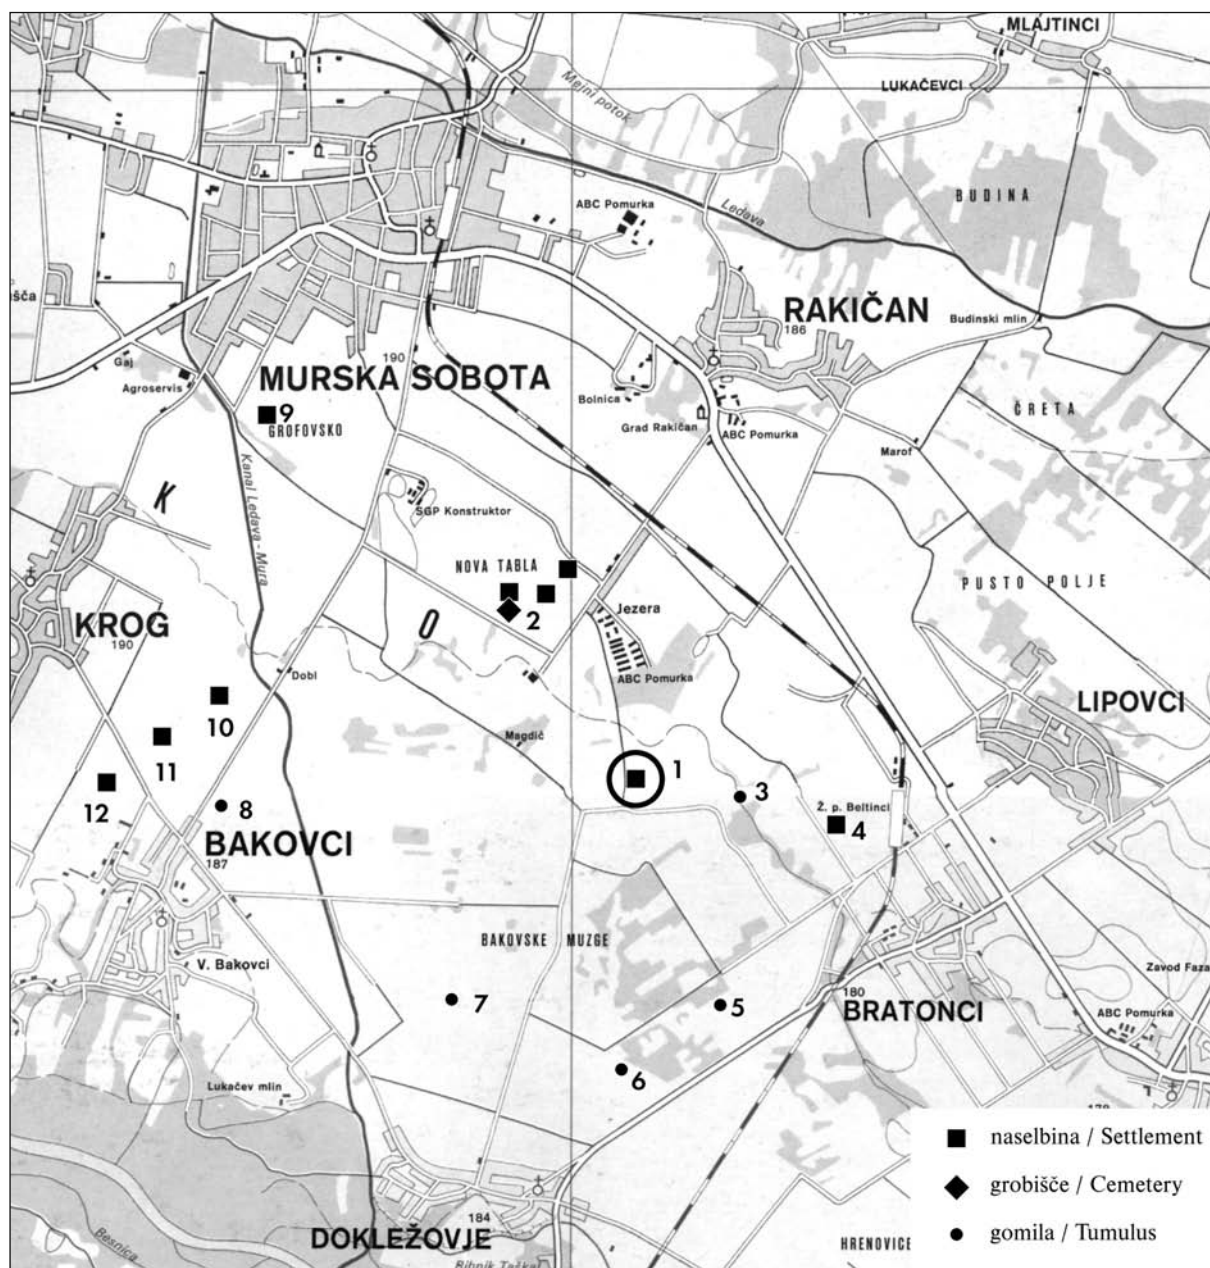 MLAJTINCI
LUKAČEVCI
Mejni potok
BUDINA
ABC Pomurka
Ledava
RAKIČAN
186
Budinski mlin
190
Gaj
Agroservis
MURSKA SOBOTA
Bolnica
9
GROFOVSKO
Grad Rakičan
ABC Pomurka
ČRETA
Marof
Kanal Ledava - Mura
K
SGP Konstruktor
NOVA TABLA
PUSTO POLJE
2
Jezera
KROG
190
O
Dobl
ABC Pomurka
LIPOVCI
10
11
Magdič
1
3
12
8
Ž. p. Beltinci
4
BAKOVCI
187
BAKOVSKE MUZGE
V. Bakovci
Zavod Faza
7
5
180
BRATONCI
ABC Pomurka
6
Lukačev mlin
naselbina / Settlement
grobišče / Cemetery
gomila / Tumulus
184
DOKLEŽOVJE
Besnica
HRENOVICE